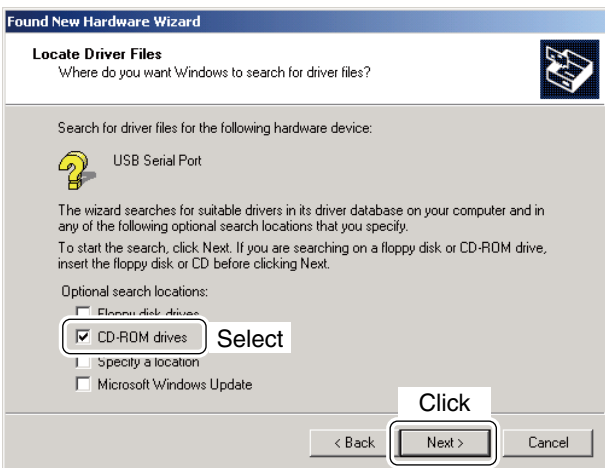 Found New Hardware Wizard
Locate Driver Files
Where do you want Windows to search for driver files?
Search for driver files for the following hardware device:
USB Serial Port
The wizard searches for suitable drivers in its driver database on your computer and in
any of the following optional search locations that you specify.
To start the search, click Next. If you are searching on a floppy disk or CD-ROM drive,
insert the floppy disk or CD before clicking Next.
Optional search locations:
Floppy disk drives
CD-ROM drives Select
Specify a location
Microsoft Windows Update
Click
< Back Next > Cancel